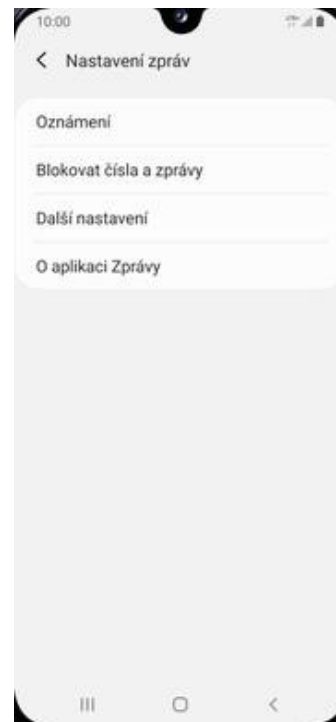 10:00
Nastavení zpráv
Oznámení
Blokovat čísla a zprávy
Další nastavení
O aplikaci Zprávy